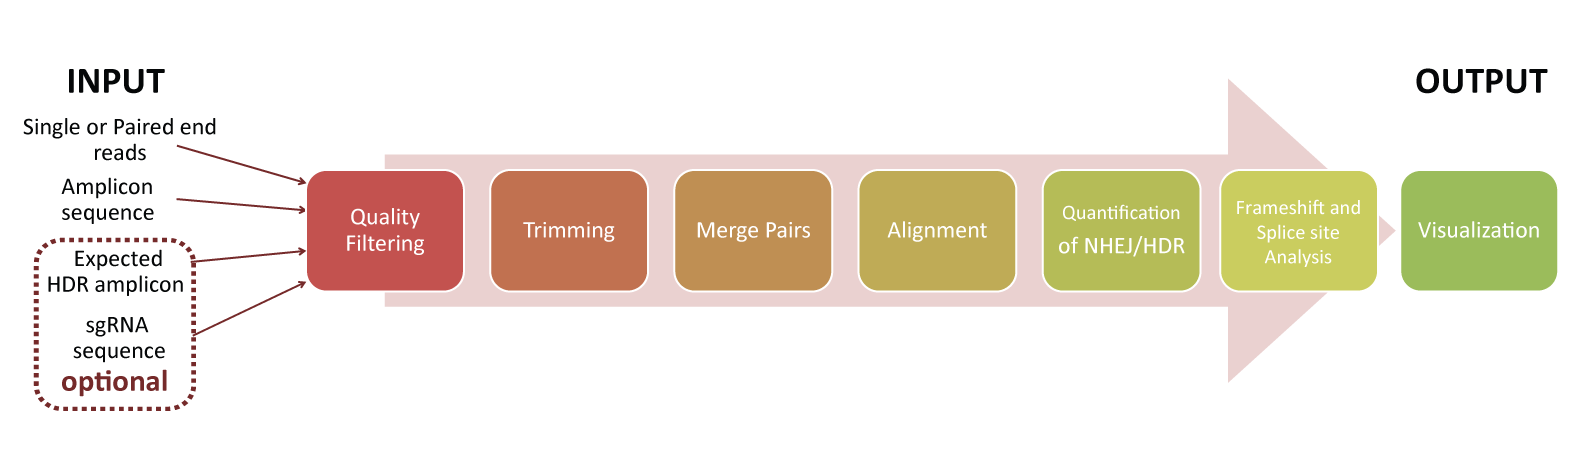 INPUT
Single or Paired end
reads
Amplicon
sequence
Expected
HDR amplicon
sgRNA
sequence
optional
Quality
Filtering
Trimming
Merge Pairs
Alignment
Quantification
of NHEJ/HDR
Frameshift and
Splice site
Analysis
OUTPUT
Visualization